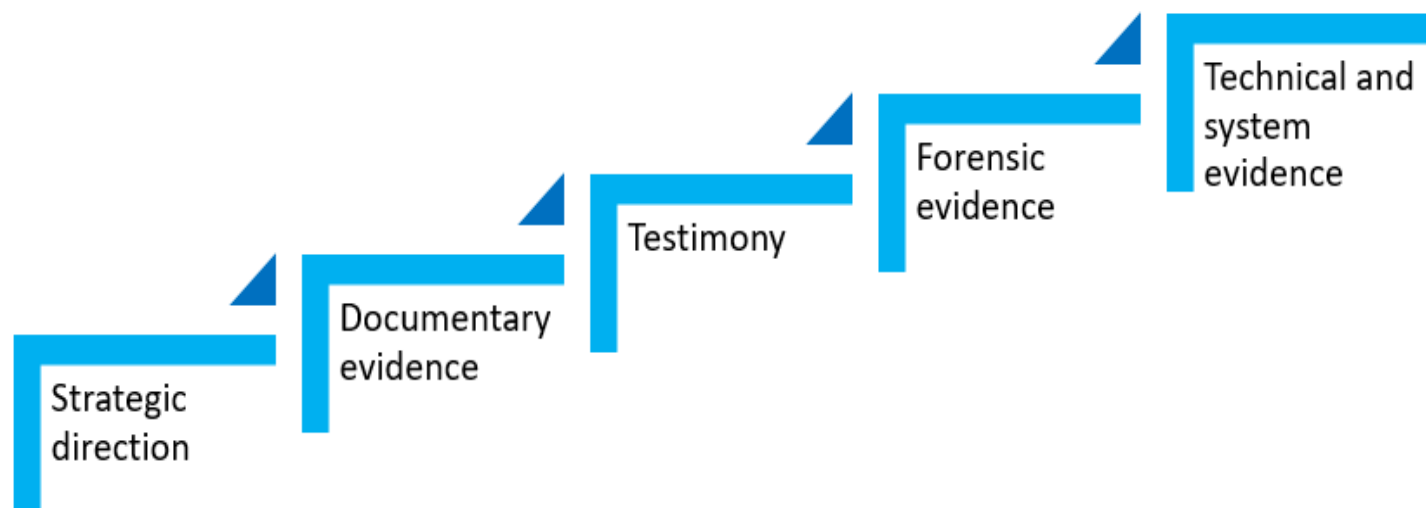 Strategic
direction
Documentary
evidence
Testimony
Forensic
evidence
Technical and
system
evidence